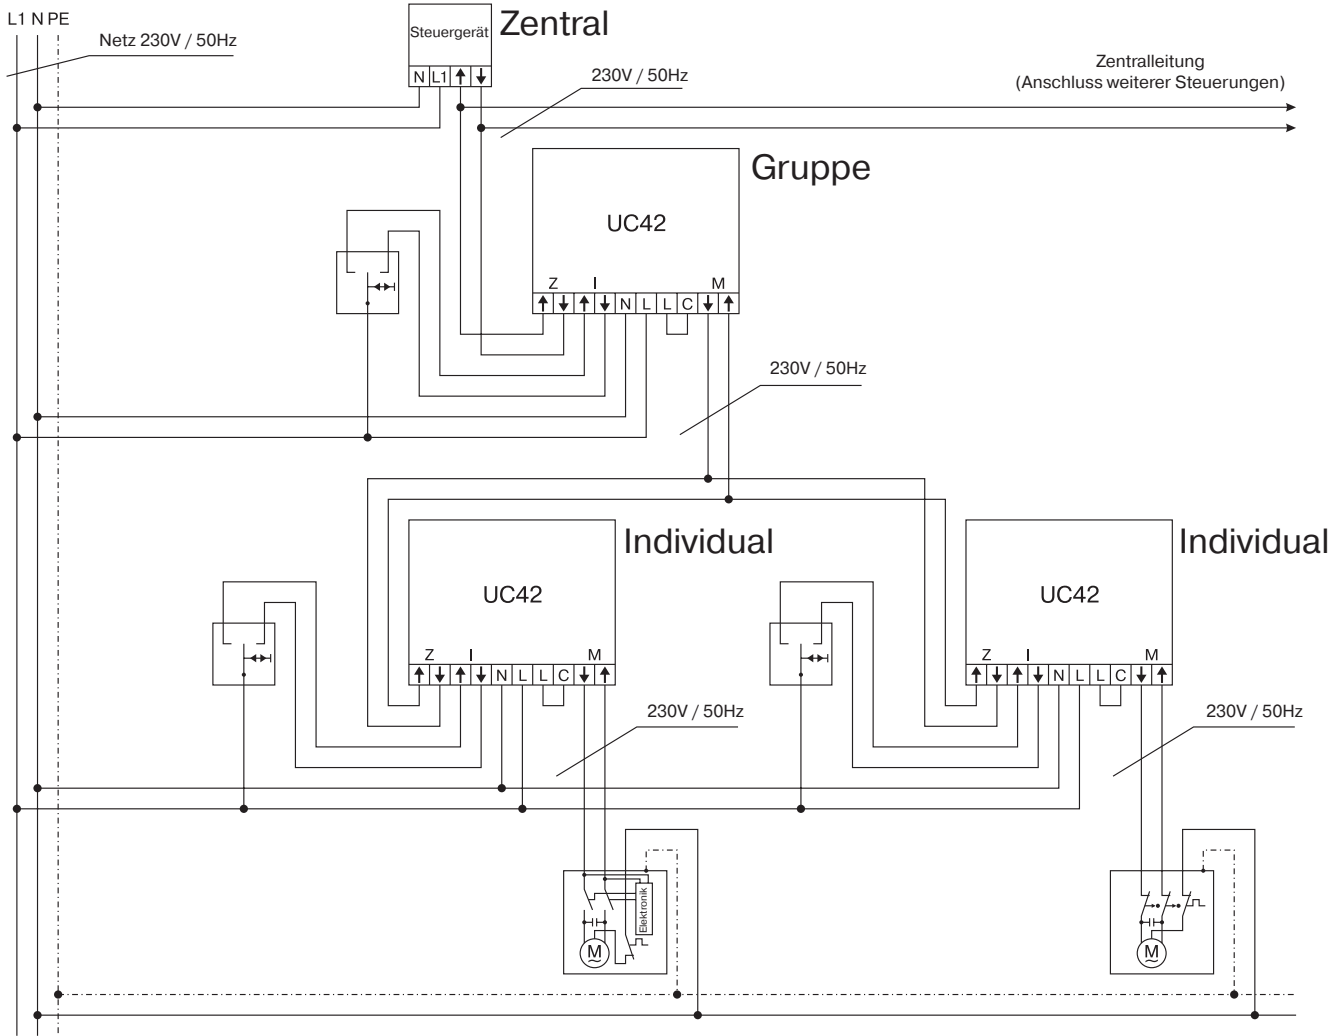 L1 N PE
Netz 230V / 50Hz
Steuergerät
Zentral
N L1
230V / 50Hz
Zentralleitung
(Anschluss weiterer Steuerungen)
Gruppe
UC42
Z I M
N L L C
230V / 50Hz
Individual
UC42
Z I M
N L L C
230V / 50Hz
Individual
UC42
Z I M
N L L C
230V / 50Hz
Elektronik
M
M